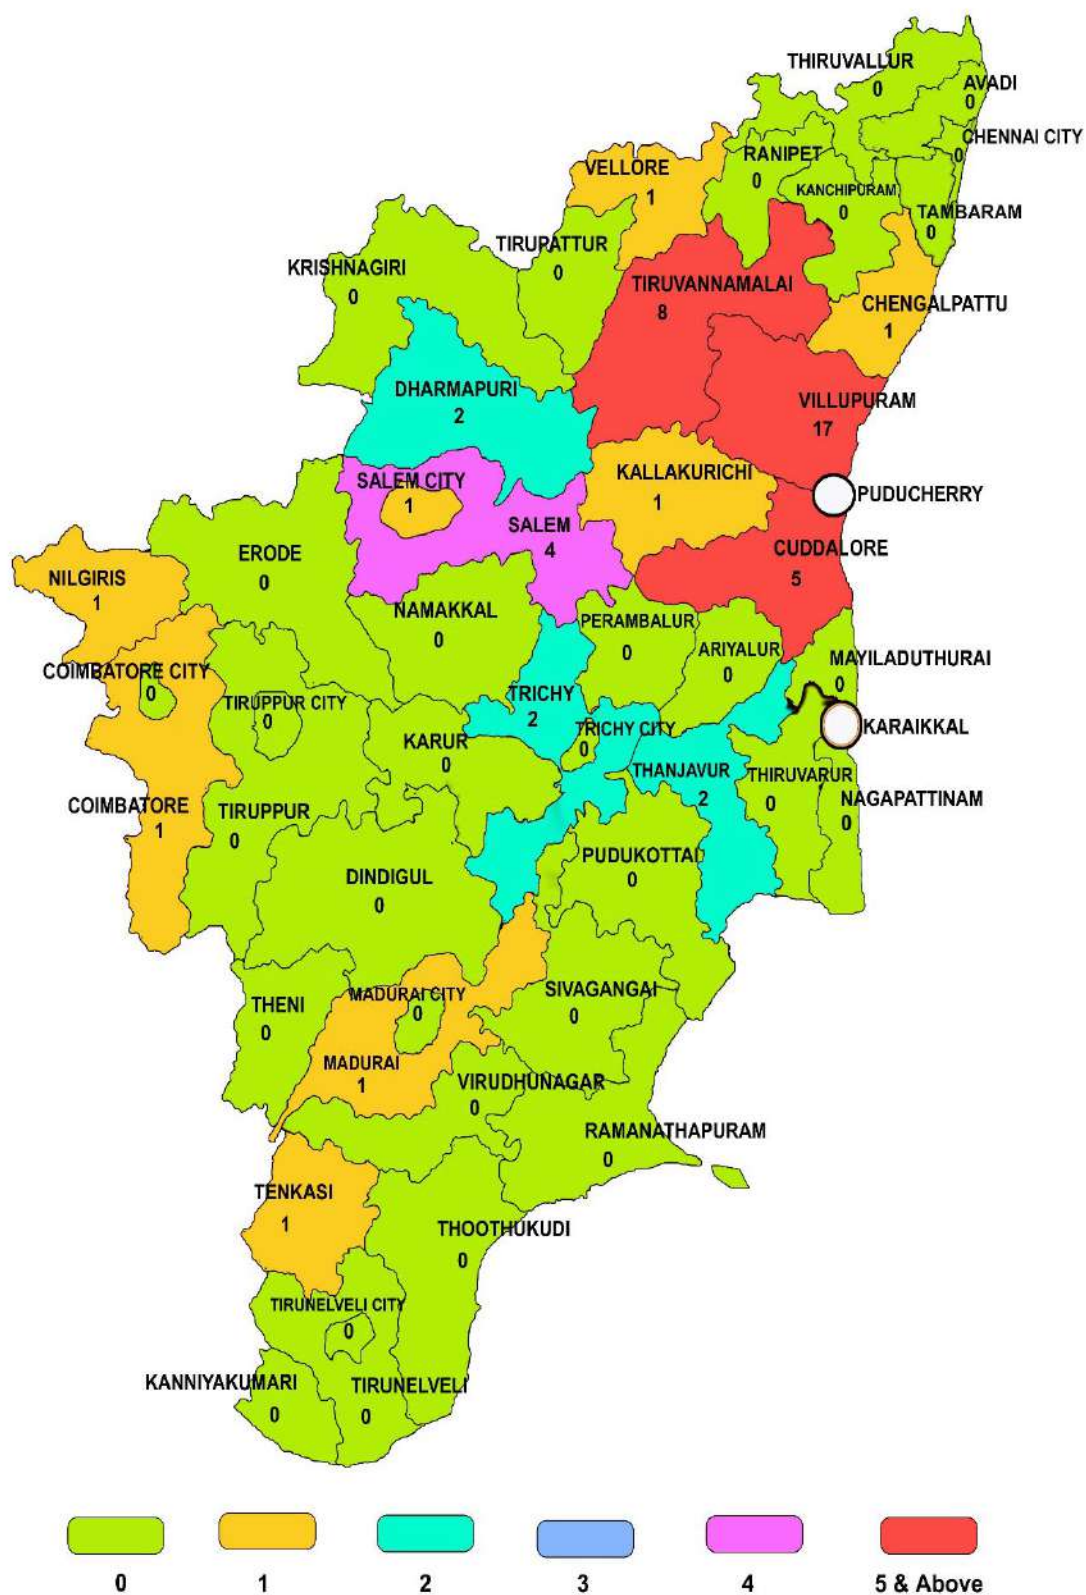 THIRUVALLUR
0
AVADI
0
CHENNAI CITY
0
RANIPET
0
VELLORE
1
KANCHIPURAM
0
TAMBARAM
0
TIRUPATTUR
0
KRISHNAGIRI
0
TIRUVANNAMALAI
8
CHENGALPATTU
1
DHARMAPURI
2
VILLUPURAM
17
KALLAKURICHI
1
SALEM CITY
1
PUDUCHERRY
SALEM
4
CUDDALORE
5
ERODE
0
NILGIRIS
1
NAMAKKAL
0
PERAMBALUR
0
ARIYALUR
0
MAYILADUTHURAI
0
COIMBATORE CITY
0
TIRUPPUR CITY
0
TRICHY
2
TRICHY CITY
0
KARAIKKAL
KARUR
0
THANJAVUR
2
THIRUVARUR
0
NAGAPATTINAM
0
COIMBATORE
1
TIRUPPUR
0
PUDUKOTTAI
0
DINDIGUL
0
SIVAGANGAI
0
MADURAI CITY
0
THENI
0
MADURAI
1
VIRUDHUNAGAR
0
RAMANATHAPURAM
0
TENKASI
1
THOOTHUKUDI
0
TIRUNELVELI CITY
0
KANNIYAKUMARI
0
TIRUNELVELI
0
0 1 2 3 4 5 & Above